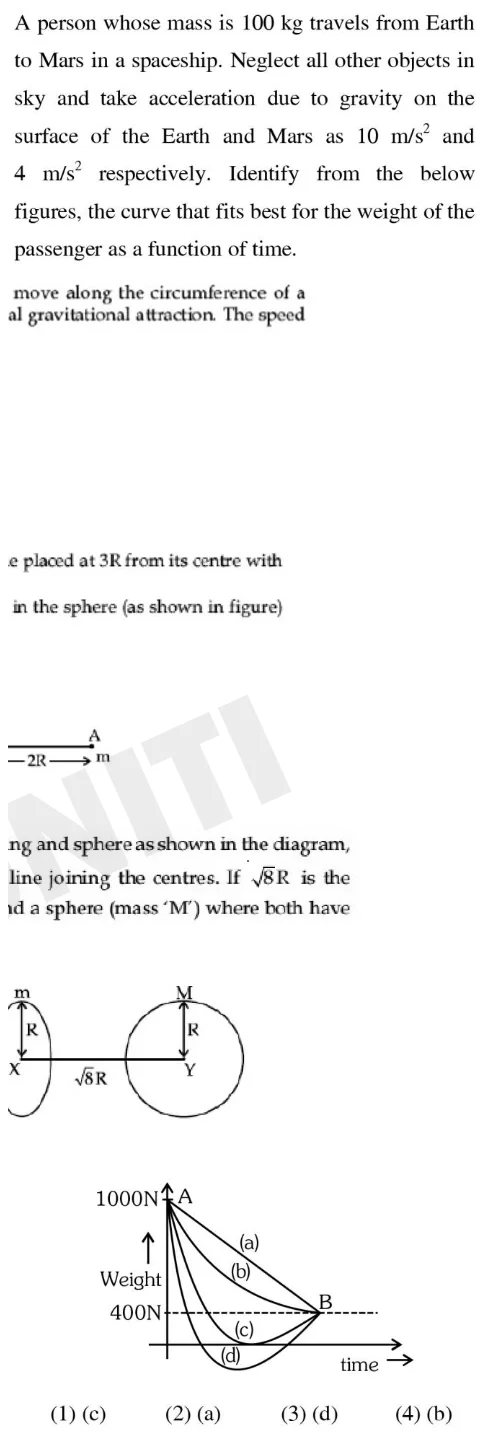 A person whose mass is 100 kg travels from Earth
to Mars in a spaceship. Neglect all other objects in
sky and take acceleration due to gravity on the
surface of the Earth and Mars as 10 m/s² and
4 m/s² respectively. Identify from the below
figures, the curve that fits best for the weight of the
passenger as a function of time.
move along the circumference of a
al gravitational attraction. The speed
e placed at 3R from its centre with
in the sphere (as shown in figure)
A
2R
m
NITI
ng and sphere as shown in the diagram,
line joining the centres. If √8R is the
d a sphere (mass ‘M’) where both have
m
M
R
R
X
√8R
Y
1000N
A
(a)
Weight
(b)
400N
B
(c)
(d)
time
(1) (c) (2) (a) (3) (d) (4) (b)